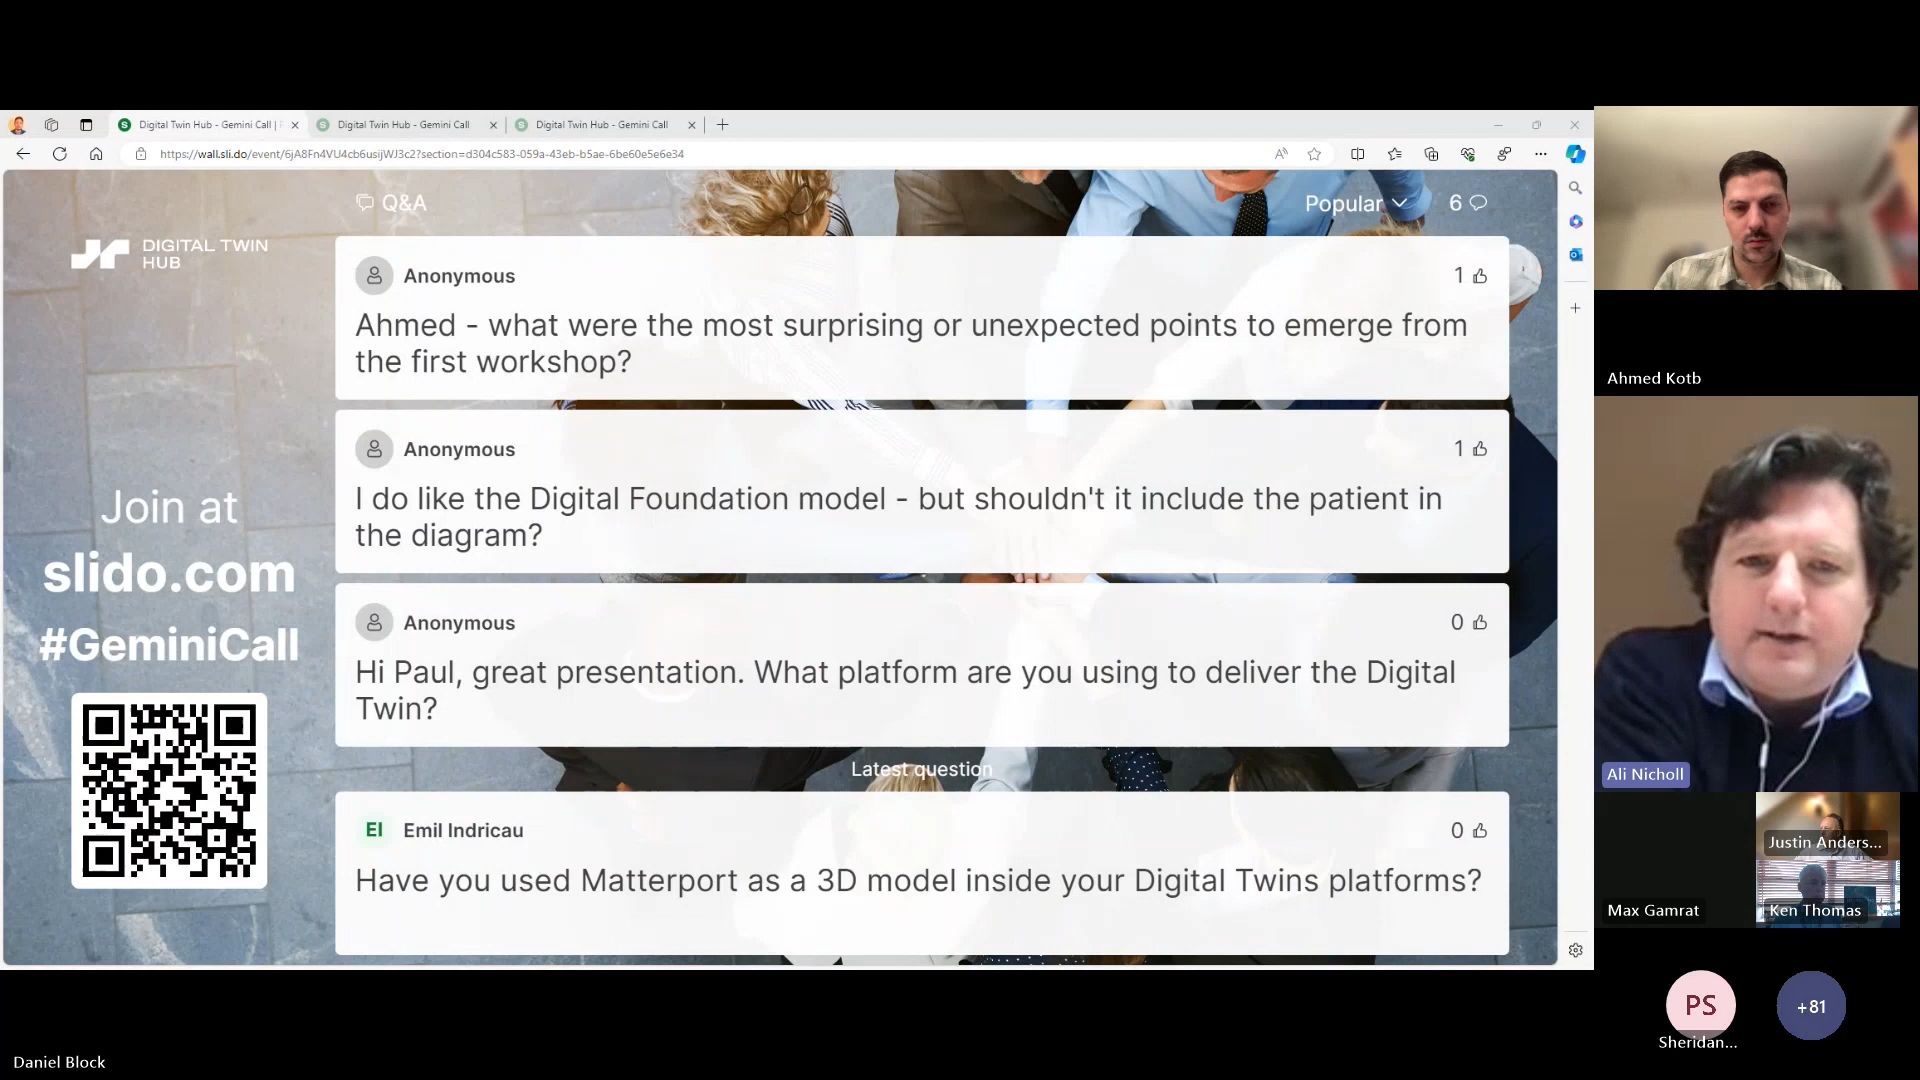 Digital Twin Hub - Gemini Call |
Digital Twin Hub - Gemini Call
Digital Twin Hub - Gemini Call
https://wall.sli.do/event/6jA8Fn4VU4cb6usijWJ3c2?section=d304c583-059a-43eb-b5ae-6be60e5e6e34
Q&A
Popular
6
DIGITAL TWIN
HUB
Anonymous
1
Ahmed - what were the most surprising or unexpected points to emerge from
the first workshop?
Anonymous
1
I do like the Digital Foundation model - but shouldn't it include the patient in
the diagram?
Join at
slido.com
#GeminiCall
Anonymous
0
Hi Paul, great presentation. What platform are you using to deliver the Digital
Twin?
Latest question
EI
Emil Indricau
0
Have you used Matterport as a 3D model inside your Digital Twins platforms?
Ahmed Kotb
Ali Nicholl
Justin Anders...
Max Gamrat
Ken Thomas
PS
+81
Sheridan...
Daniel Block